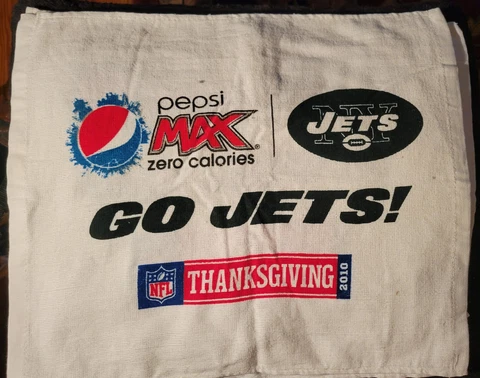 pepsi
MAX
zero calories
NY
JETS
GO JETS!
NFL
THANKSGIVING
2010